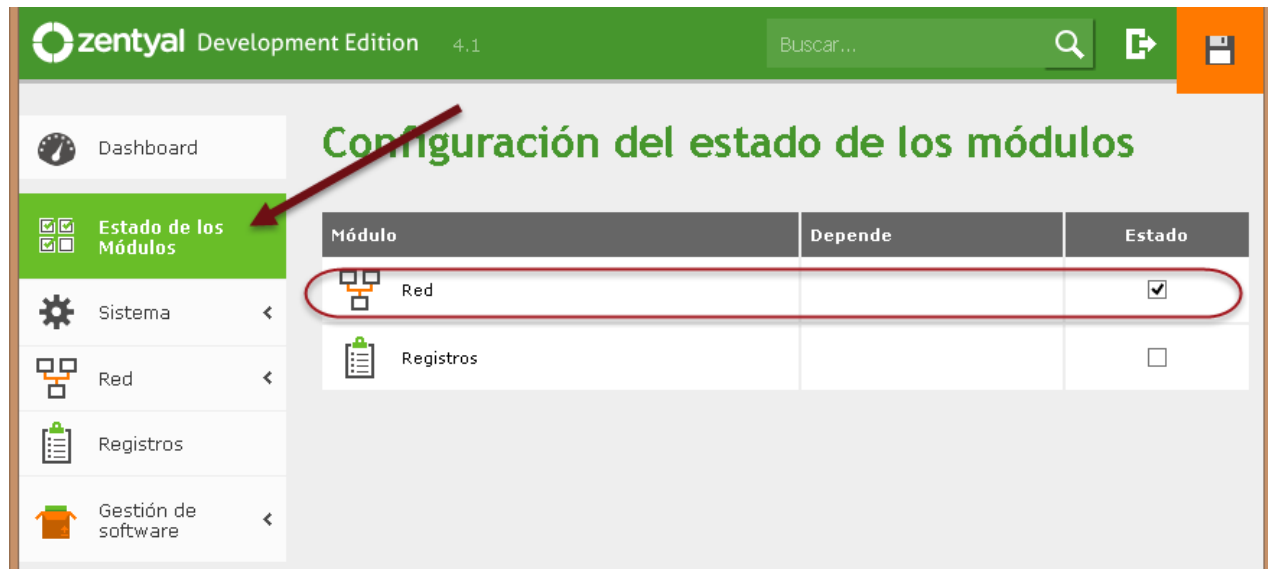 zentyal Development Edition 4.1
Buscar...
Dashboard
Estado de los
Módulos
Sistema
Red
Registros
Gestión de
software
Configuración del estado de los módulos
Módulo Depende Estado
Red
Registros